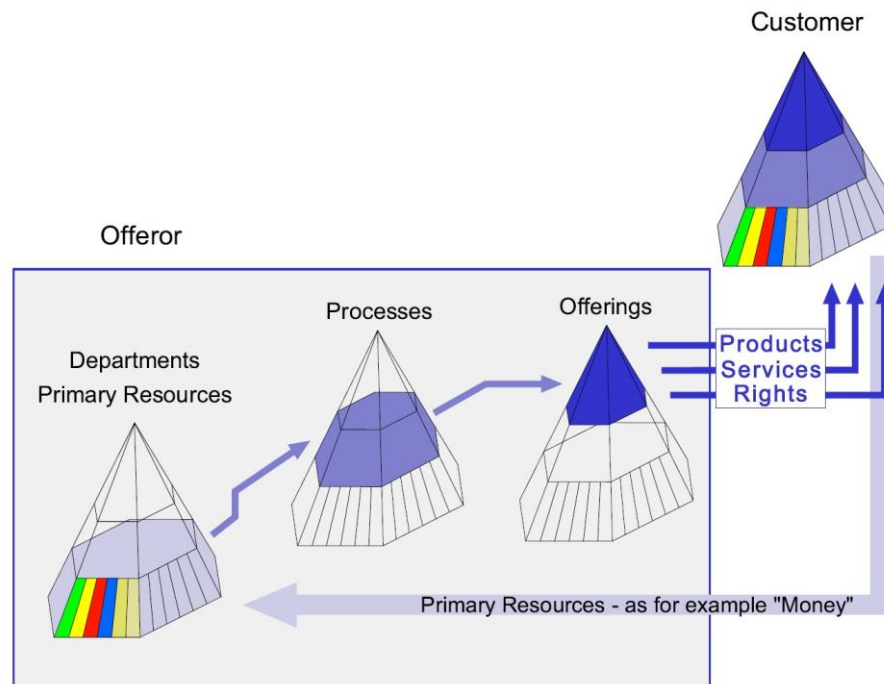 Customer
Offeror
Processes
Offerings
Departments
Primary Resources
Products
Services
Rights
Primary Resources - as for example "Money"